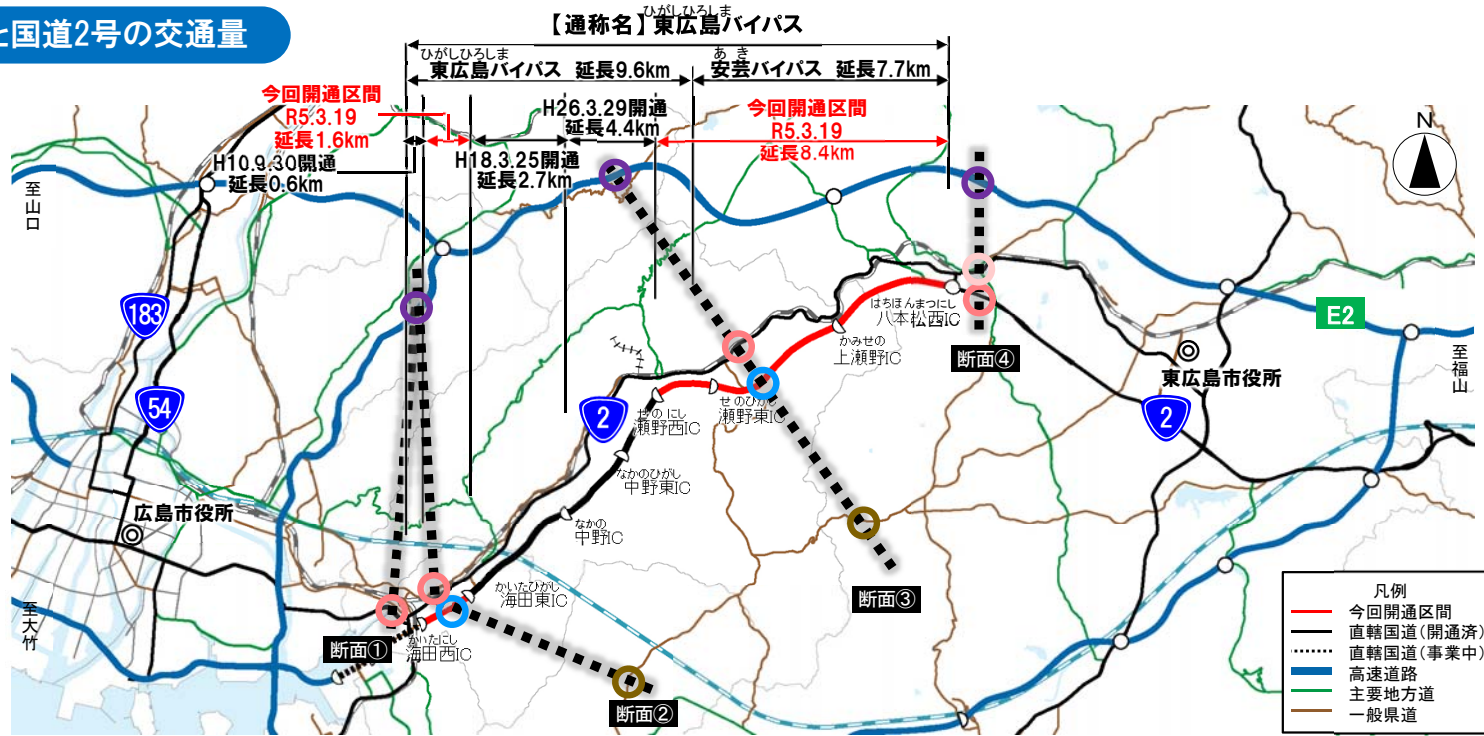 と国道2号の交通量
ひがしひろしま
【通称名】東広島バイパス
ひがしひろしま
東広島バイパス 延長9.6km
あき
安芸バイパス 延長7.7km
今回開通区間
R5.3.19
延長1.6km
H10.9.30開通
延長0.6km
H18.3.25開通
延長2.7km
H26.3.29開通
延長4.4km
今回開通区間
R5.3.19
延長8.4km
N
至山口
183
54
2
E2
至福山
はちほんまつにし
八本松西IC
かみせの
上瀬野IC
断面④
東広島市役所
2
せのひがし
瀬野東IC
せのにし
瀬野西IC
なかのひがし
中野東IC
なかの
中野IC
広島市役所
かいたひがし
海田東IC
断面③
至大竹
断面①
かいたにし
海田西IC
断面②
凡例
今回開通区間
直轄国道(開通済)
直轄国道(事業中)
高速道路
主要地方道
一般県道